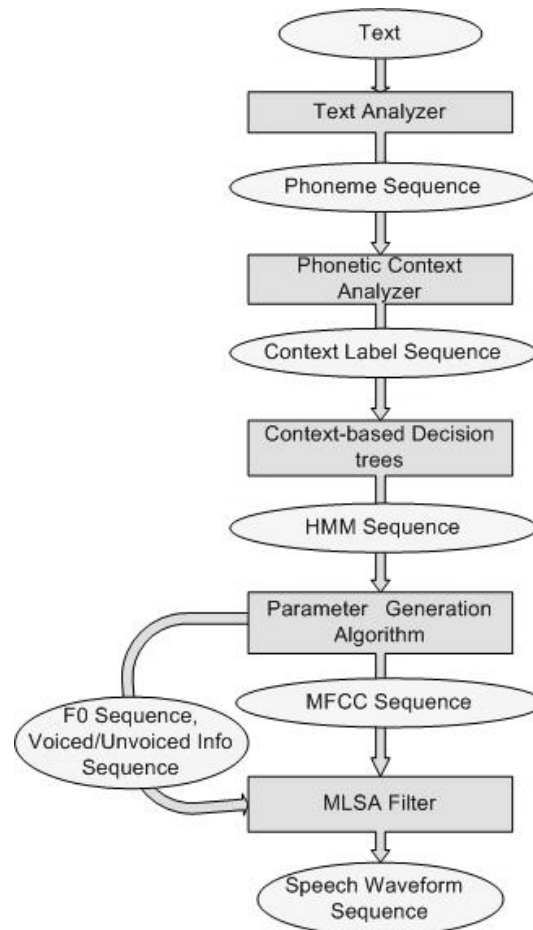 Text
Text Analyzer
Phoneme Sequence
Phonetic Context
Analyzer
Context Label Sequence
Context-based Decision
trees
HMM Sequence
Parameter Generation
Algorithm
MFCC Sequence
F0 Sequence,
Voiced/Unvoiced Info
Sequence
MLSA Filter
Speech Waveform
Sequence